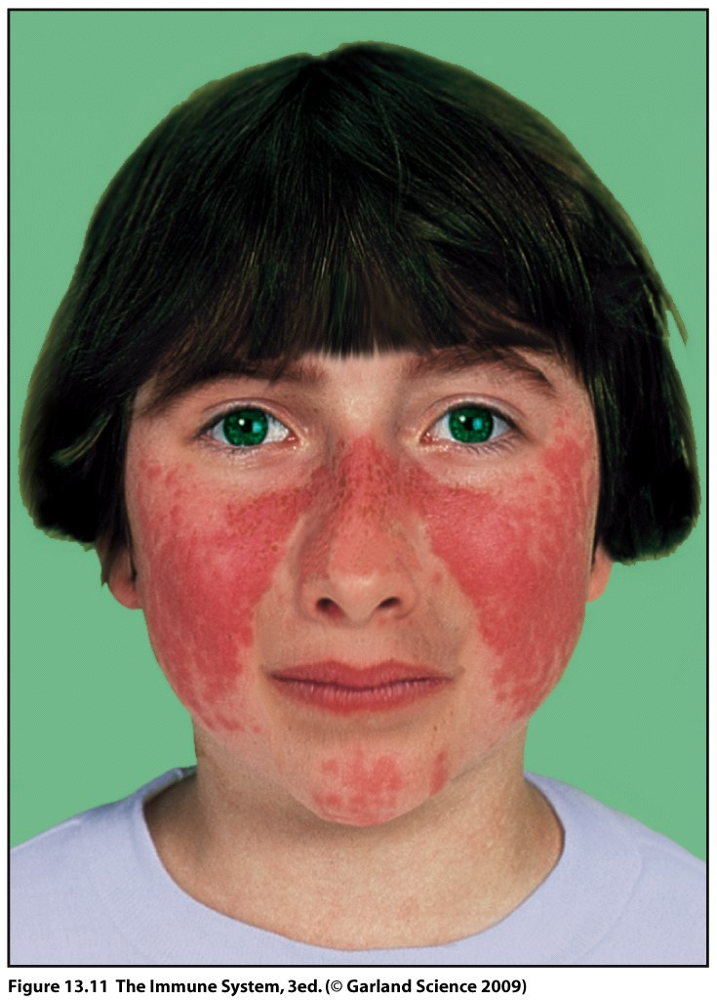 Figure 13.11 The Immune System, 3ed. (© Garland Science 2009)